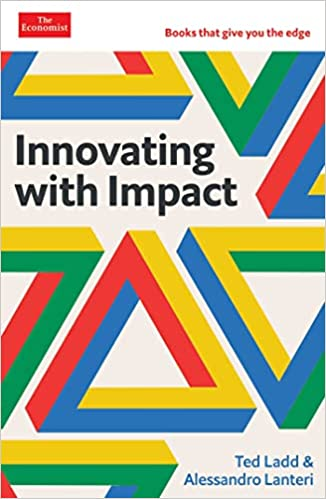 The
Economist
Books that give you the edge
Innovating
with Impact
Ted Ladd &
Alessandro Lanteri